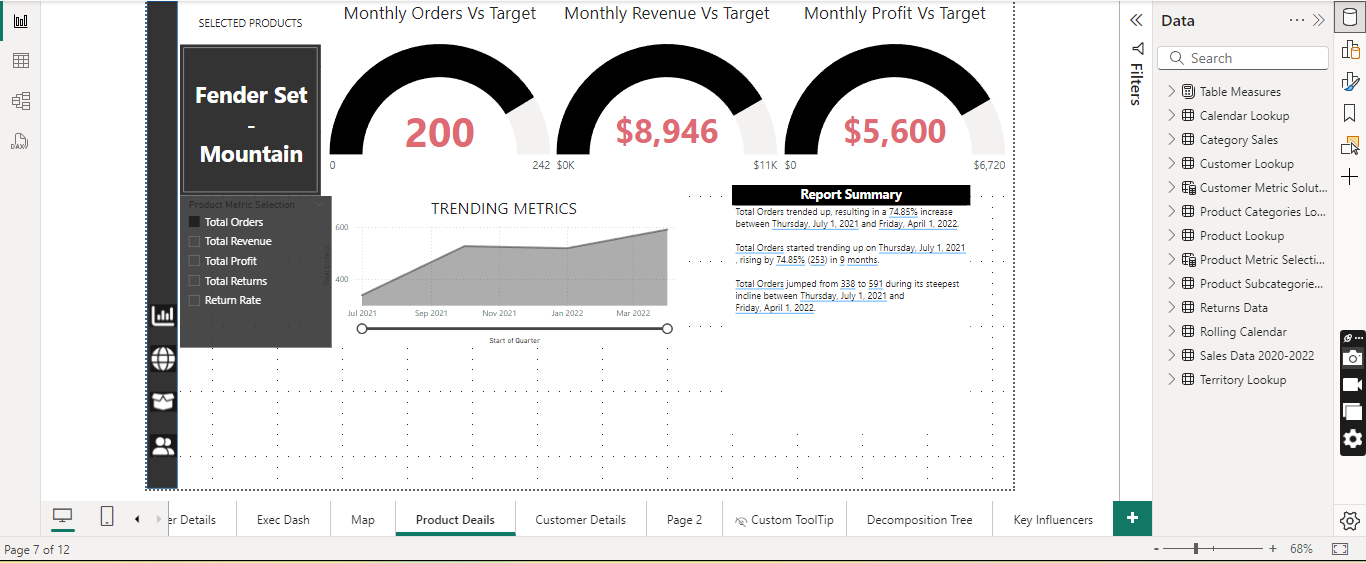 SELECTED PRODUCTS
Monthly Orders Vs Target
Monthly Revenue Vs Target
Monthly Profit Vs Target
Fender Set
-
Mountain
200
0
242
$8,946
$0K
$11K
$5,600
$0
$6,720
Product Metric Selection
Total Orders
Total Revenue
Total Profit
Total Returns
Return Rate
TRENDING METRICS
600
400
Jul 2021
Sep 2021
Nov 2021
Jan 2022
Mar 2022
Start of Quarter
Report Summary
Total Orders trended up, resulting in a 74.85% increase
between Thursday, July 1, 2021 and Friday, April 1, 2022.
Total Orders started trending up on Thursday, July 1, 2021
, rising by 74.85% (253) in 9 months.
Total Orders jumped from 338 to 591 during its steepest
incline between Thursday, July 1, 2021 and
Friday, April 1, 2022.
Filters
Data
Search
Table Measures
Calendar Lookup
Category Sales
Customer Lookup
Customer Metric Solut...
Product Categories Lo...
Product Lookup
Product Metric Selecti...
Product Subcategorie...
Returns Data
Rolling Calendar
Sales Data 2020-2022
Territory Lookup
DAX
er Details
Exec Dash
Map
Product Deails
Customer Details
Page 2
Custom ToolTip
Decomposition Tree
Key Influencers
+
Page 7 of 12
- + 68%